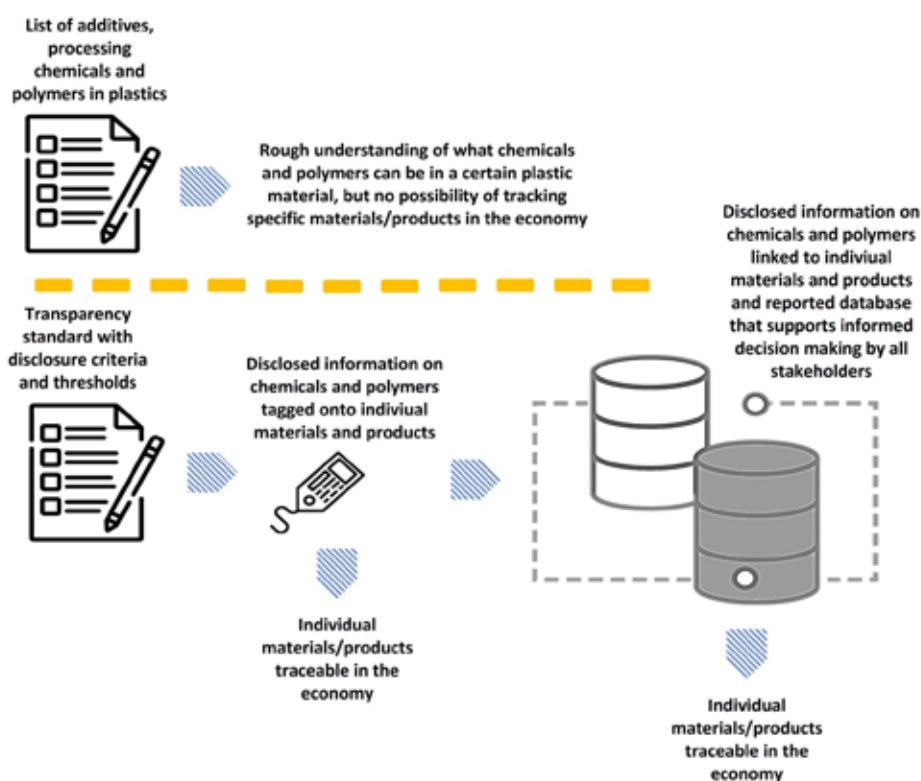 List of additives,
processing
chemicals and
polymers in plastics
Rough understanding of what chemicals
and polymers can be in a certain plastic
material, but no possibility of tracking
specific materials/products in the economy
Transparency
standard with
disclosure criteria
and thresholds
Disclosed information on
chemicals and polymers
tagged onto indiviual
materials and products
Individual
materials/products
traceable in the
economy
Disclosed information on
chemicals and polymers
linked to indiviual
materials and products
and reported database
that supports informed
decision making by all
stakeholders
Individual
materials/products
traceable in the
economy